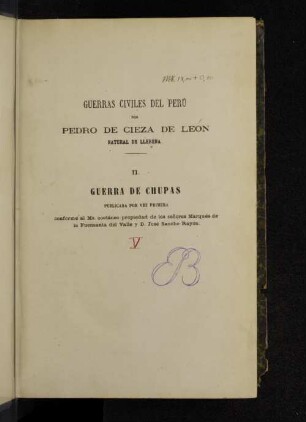 GUERRAS CIVILES DEL PERÚ
POR
PEDRO DE CIEZA DE LEÓN
NATURAL DE LLERENA.
II.
GUERRA DE CHUPAS
PUBLICADA POR VEZ PRIMERA
conforme al Ms. coetáneo propiedad de los señores Marqués de
la Fuensanta del Valle y D. José Sancho Rayon.
V
B